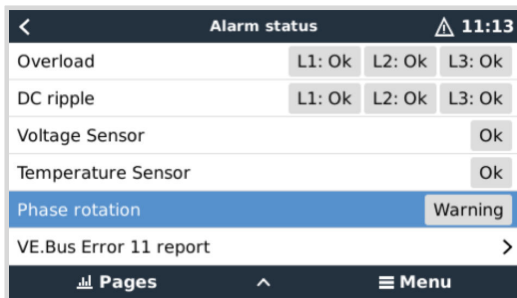 Alarm status 11:13
Overload L1: Ok L2: Ok L3: Ok
DC ripple L1: Ok L2: Ok L3: Ok
Voltage Sensor Ok
Temperature Sensor Ok
Phase rotation Warning
VE.Bus Error 11 report
Pages Menu